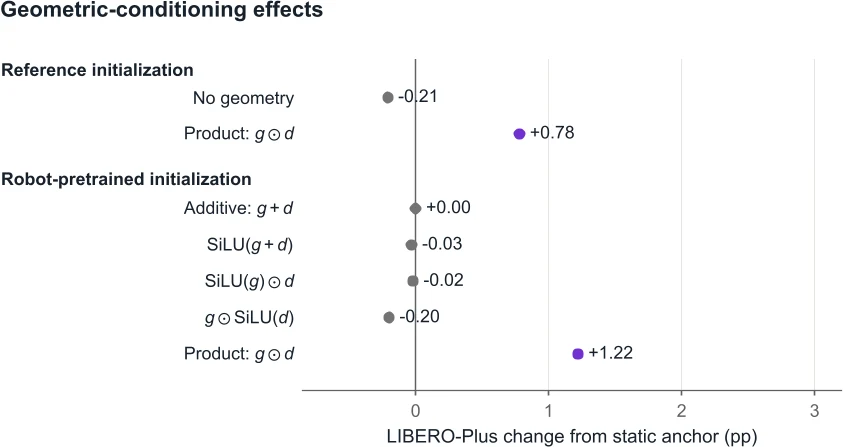 Geometric-conditioning effects
Reference initialization
No geometry -0.21
Product: g ⊙ d +0.78
Robot-pretrained initialization
Additive: g + d +0.00
SiLU(g + d) -0.03
SiLU(g) ⊙ d -0.02
g ⊙ SiLU(d) -0.20
Product: g ⊙ d +1.22
0 1 2 3
LIBERO-Plus change from static anchor (pp)